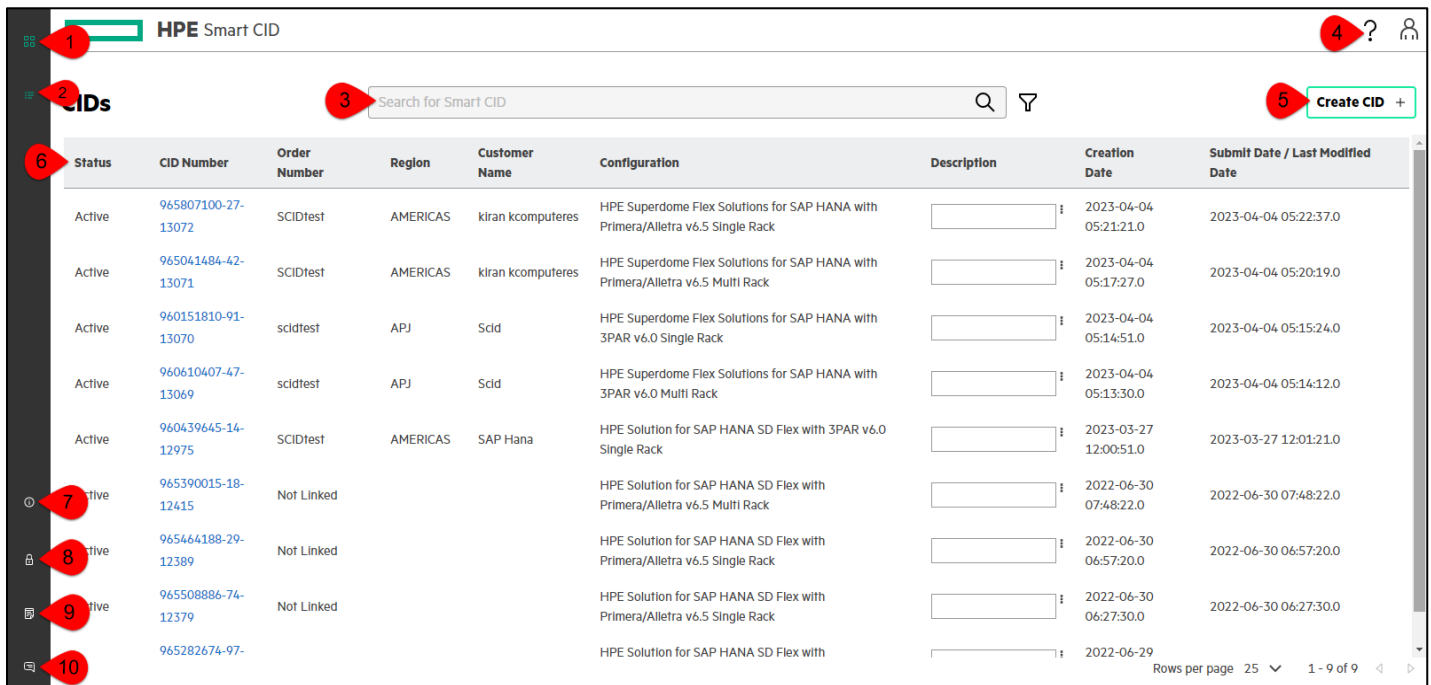 1
HPE Smart CID
4
?
2
CIDs
3
Search for Smart CID
5
Create CID +
6
Status CID Number Order Number Region Customer Name Configuration Description Creation Date Submit Date / Last Modified Date
Active 965807100-27-13072 SCIDtest AMERICAS kiran kcomputeres HPE Superdome Flex Solutions for SAP HANA with Primera/Alletra v6.5 Single Rack 2023-04-04 05:21:21.0 2023-04-04 05:22:37.0
Active 965041484-42-13071 SCIDtest AMERICAS kiran kcomputeres HPE Superdome Flex Solutions for SAP HANA with Primera/Alletra v6.5 Multi Rack 2023-04-04 05:17:27.0 2023-04-04 05:20:19.0
Active 960151810-91-13070 scidtest APJ Scid HPE Superdome Flex Solutions for SAP HANA with 3PAR v6.0 Single Rack 2023-04-04 05:14:51.0 2023-04-04 05:15:24.0
Active 960610407-47-13069 scidtest APJ Scid HPE Superdome Flex Solutions for SAP HANA with 3PAR v6.0 Multi Rack 2023-04-04 05:13:30.0 2023-04-04 05:14:12.0
Active 960439645-14-12975 SCIDtest AMERICAS SAP Hana HPE Solution for SAP HANA SD Flex with 3PAR v6.0 Single Rack 2023-03-27 12:00:51.0 2023-03-27 12:01:21.0
7
tive 965390015-18-12415 Not Linked HPE Solution for SAP HANA SD Flex with Primera/Alletra v6.5 Multi Rack 2022-06-30 07:48:22.0 2022-06-30 07:48:22.0
8
tive 965464188-29-12389 Not Linked HPE Solution for SAP HANA SD Flex with Primera/Alletra v6.5 Single Rack 2022-06-30 06:57:20.0 2022-06-30 06:57:20.0
9
tive 965508886-74-12379 Not Linked HPE Solution for SAP HANA SD Flex with Primera/Alletra v6.5 Single Rack 2022-06-30 06:27:30.0 2022-06-30 06:27:30.0
965282674-97- HPE Solution for SAP HANA SD Flex with 2022-06-29
10
Rows per page 25 1 - 9 of 9